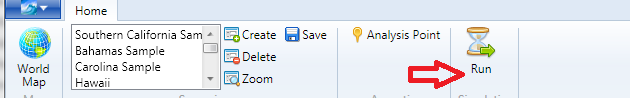 Home
World
Map
Southern California Sam
Bahamas Sample
Carolina Sample
Hawaii
Create
Save
Delete
Zoom
Analysis Point
Run